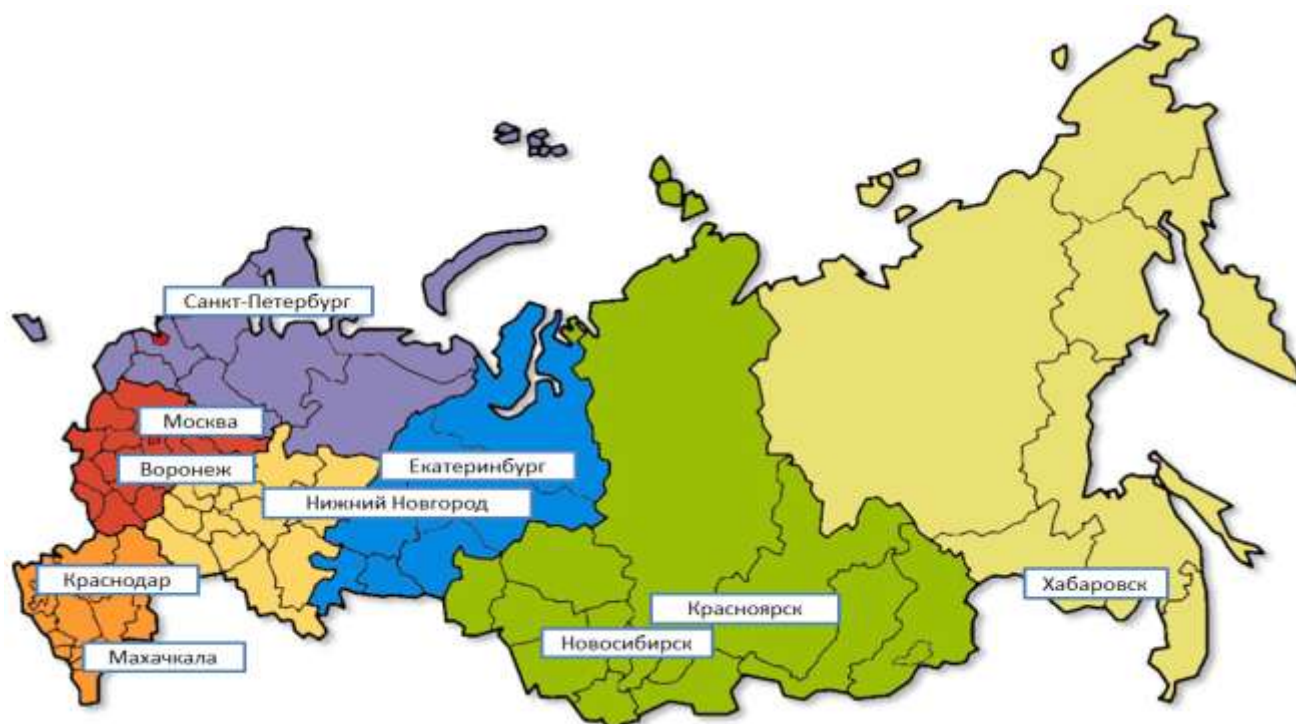 Санкт-Петербург
Москва
Воронеж
Екатеринбург
Нижний Новгород
Краснодар
Махачкала
Новосибирск
Красноярск
Хабаровск